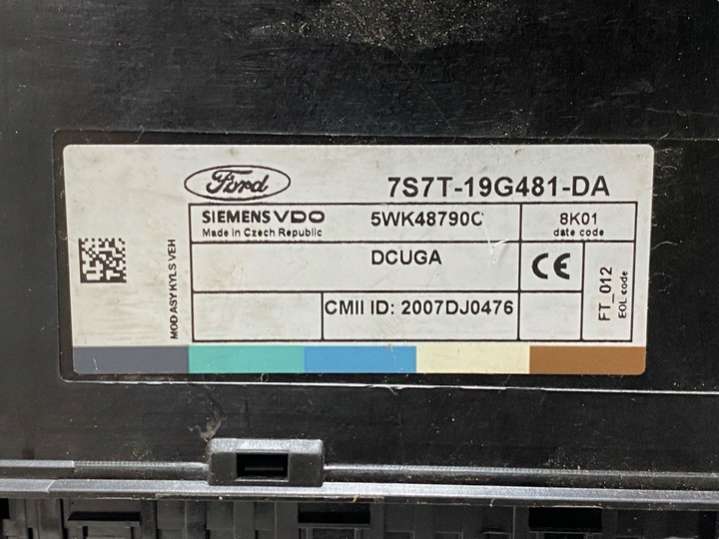 Ford
7S7T-19G481-DA
SIEMENS VDO
Made in Czech Republic
5WK48790C
8K01
date code
DCUGA
CE
FT_012
EOL code
CMII ID: 2007DJ0476
MOD ASY KYLS VEH